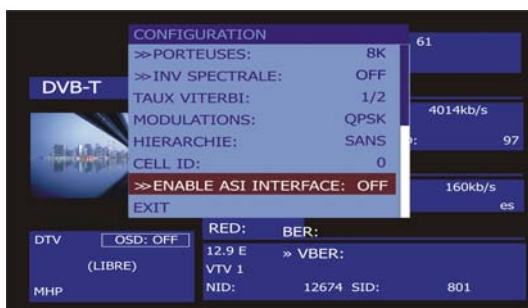 CONFIGURATION
»PORTEUSES: 8K
»INV SPECTRALE: OFF
TAUX VITERBI: 1/2
MODULATIONS: QPSK
HIERARCHIE: SANS
CELL ID: 0
»ENABLE ASI INTERFACE: OFF
EXIT
61
DVB-T
4014kb/s
97
160kb/s
es
RED: BER:
DTV OSD: OFF
(LIBRE)
MHP
12.9 E » VBER:
VTV 1
NID: 12674 SID: 801